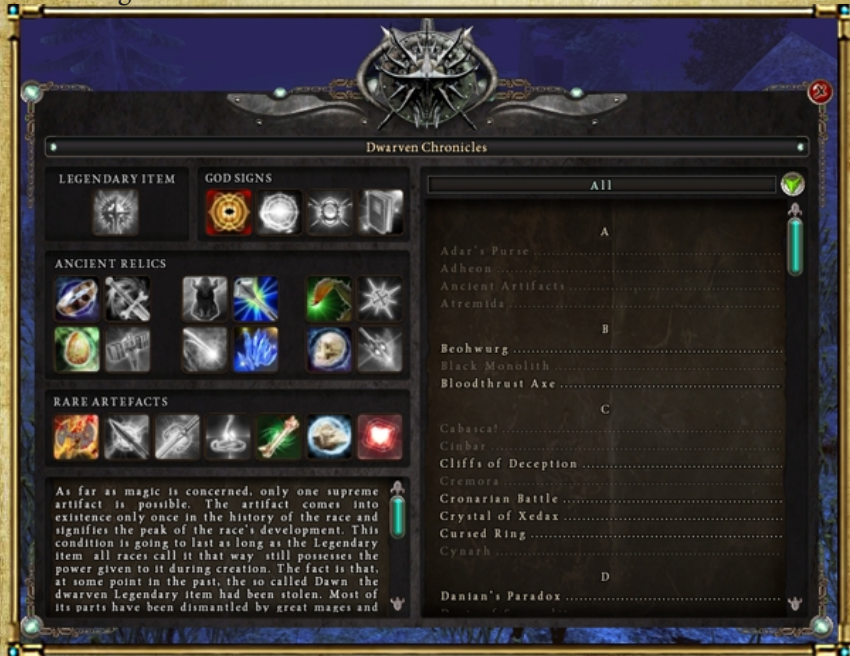 Dwarven Chronicles
LEGENDARY ITEM
GOD SIGNS
ANCIENT RELICS
RARE ARTEFACTS
As far as magic is concerned, only one supreme
artifact is possible. The artifact comes into
existence only once in the history of the race and
signifies the peak of the race's development. This
condition is going to last as long as the Legendary
item all races call it that way still possesses the
power given to it during creation. The fact is that,
at some point in the past, the so called Dawn the
dwarven Legendary item had been stolen. Most of
its parts have been dismantled by great mages and
All
A
Adar's Purse
Adheon
Ancient Artifacts
Atremida
B
Beohwurg
Black Monolith
Bloodthrust Axe
C
Cabasca!
Cinbar
Cliffs of Deception
Cremora
Cronarian Battle
Crystal of Xedax
Cursed Ring
Cynarh
D
Danian's Paradox